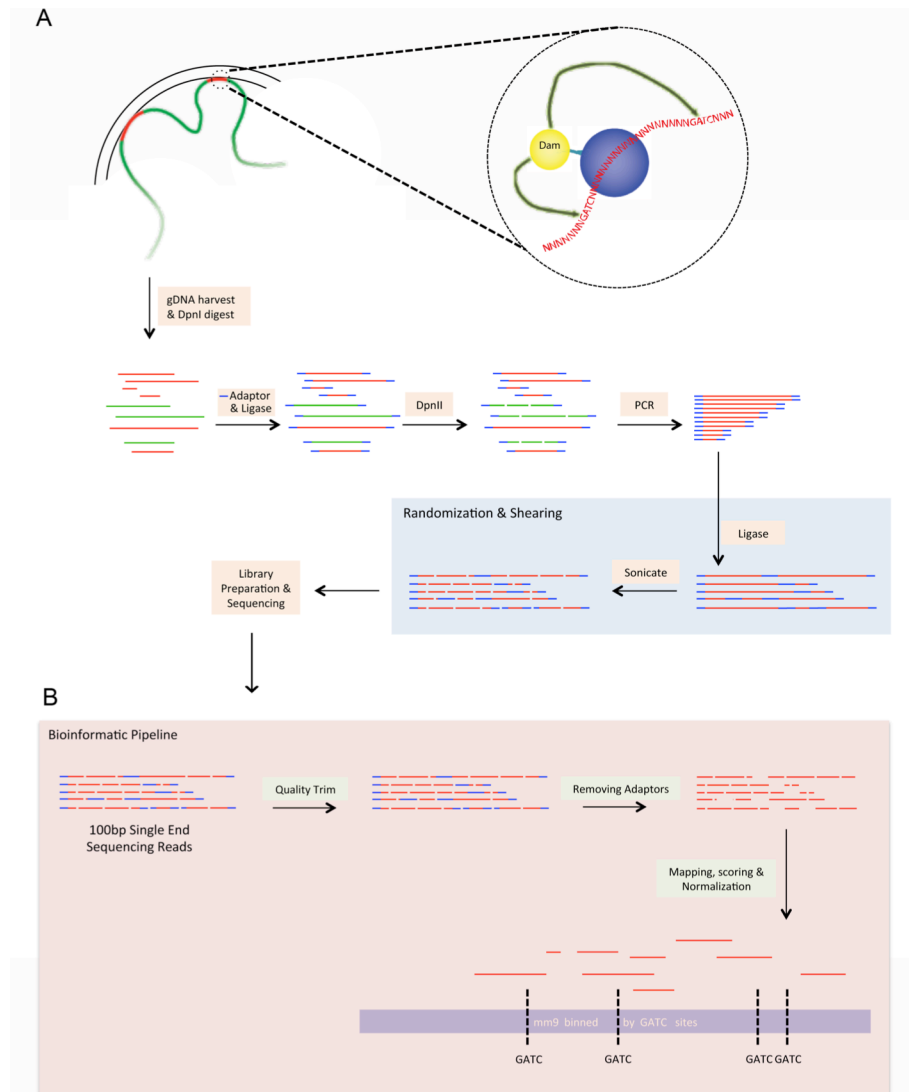 A
Dam
NNNNNNNGATCNNNNNNNNNNNNNNNNNNNNNNNNGATCNNN
gDNA harvest
& DpnI digest
Adaptor
& Ligase
DpnII
PCR
Randomization & Shearing
Ligase
Sonicate
Library
Preparation &
Sequencing
B
Bioinformatic Pipeline
Quality Trim
Removing Adaptors
100bp Single End
Sequencing Reads
Mapping, scoring &
Normalization
mm9 binned by GATC sites
GATC GATC GATC GATC